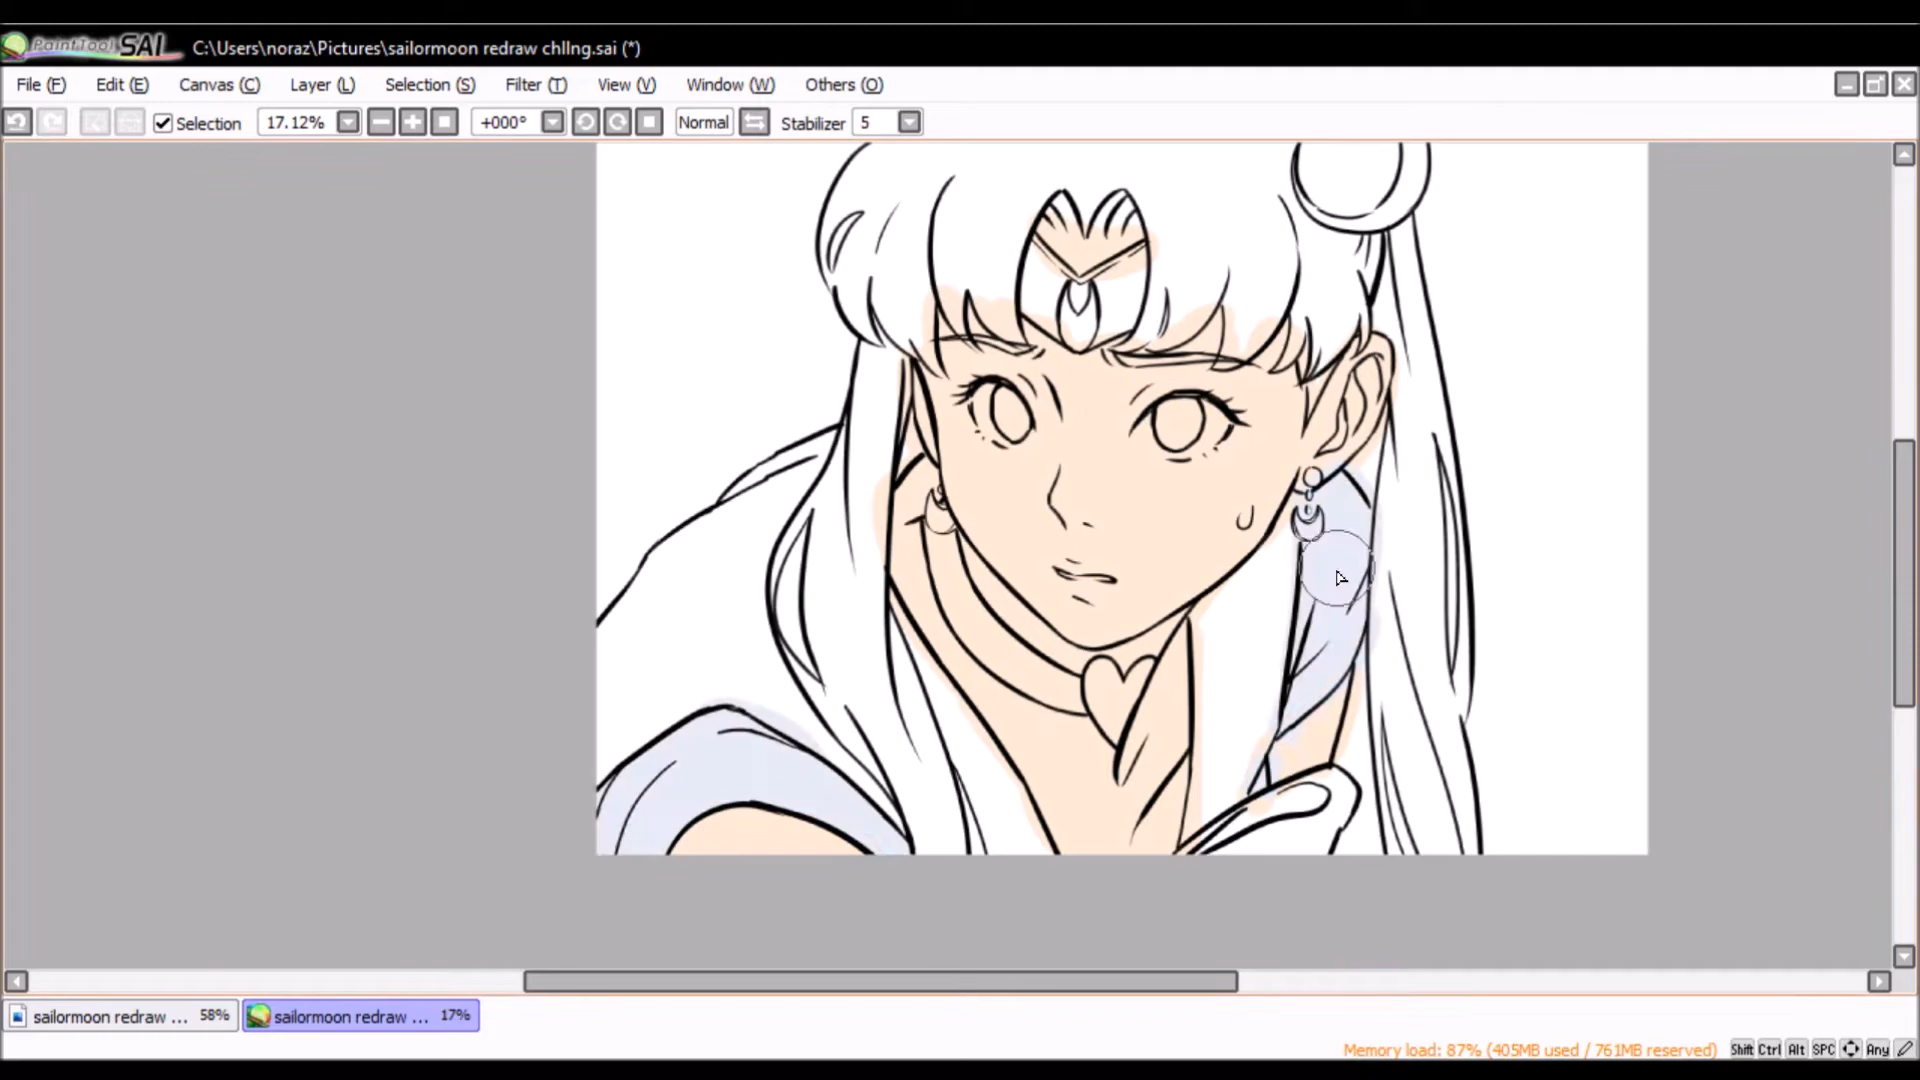 PaintTool SAI C:\Users\noraz\Pictures\sailormoon redraw chllng.sai (*)
File (F) Edit (E) Canvas (C) Layer (L) Selection (S) Filter (T) View (V) Window (W) Others (O)
Selection 17.12% +000° Normal Stabilizer 5
sailormoon redraw ... 58% sailormoon redraw ... 17%
Memory load: 87% (405MB used / 761MB reserved) Shift Ctrl Alt SPC Any